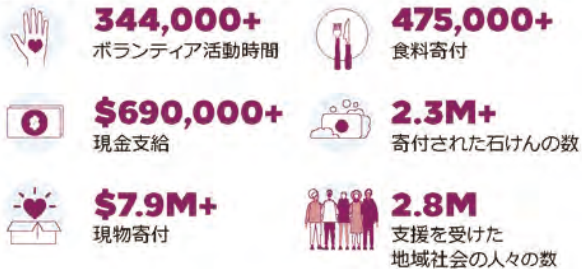 344,000+
ボランティア活動時間
475,000+
食料寄付
$690,000+
現金支給
2.3M+
寄付された石けんの数
$7.9M+
現物寄付
2.8M
支援を受けた
地域社会の人々の数